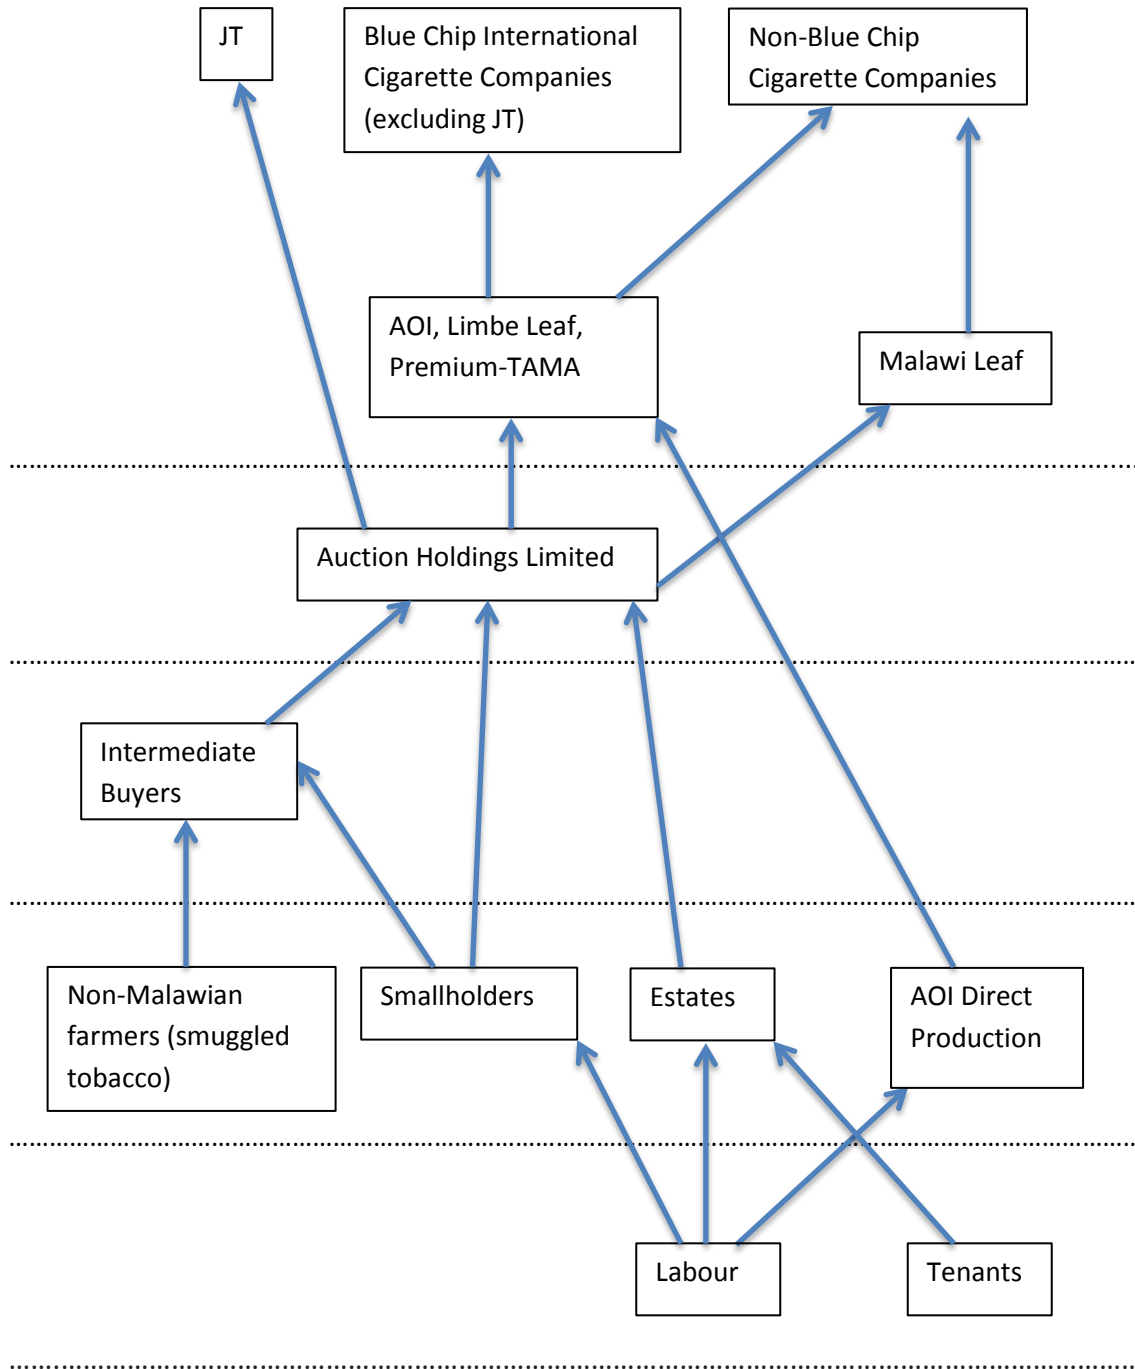 JT
Blue Chip International
Cigarette Companies
(excluding JT)
Non-Blue Chip
Cigarette Companies
AOI, Limbe Leaf,
Premium-TAMA
Malawi Leaf
Auction Holdings Limited
Intermediate
Buyers
Non-Malawian
farmers (smuggled
tobacco)
Smallholders
Estates
AOI Direct
Production
Labour
Tenants